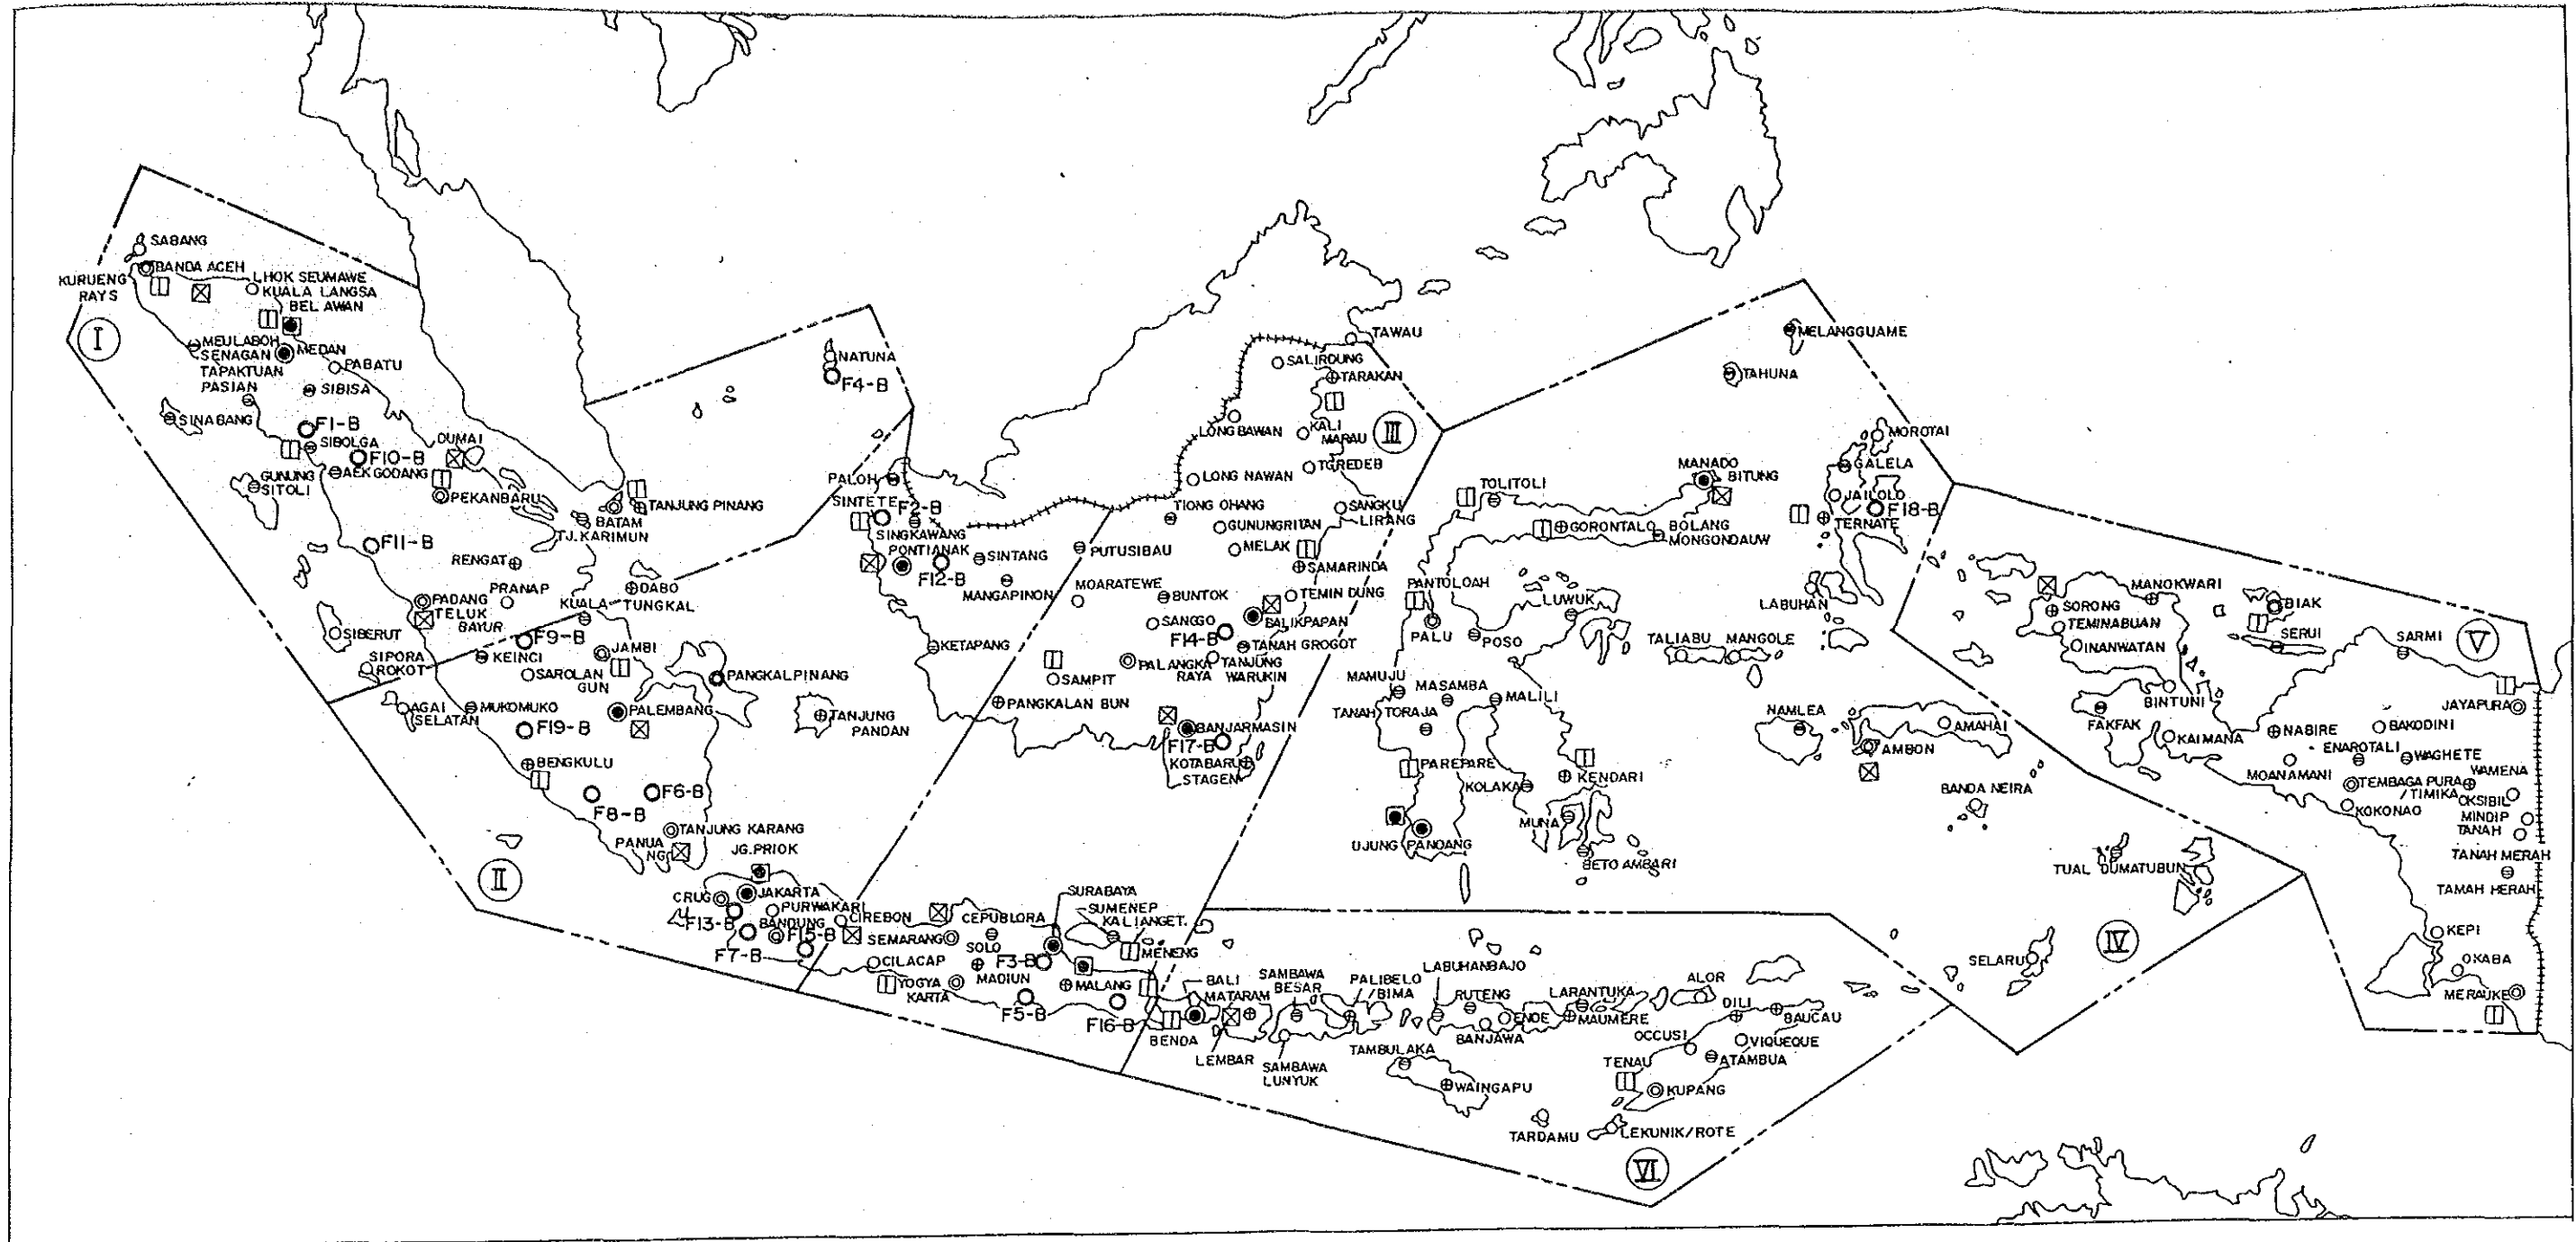 SABANG
BANDA ACEH
KURUENG
RAYS
LHOK SEUMAWE
KUALA LANGSA
BELAWAN
I
MEULABOH
SENAGAN
MEDAN
TAPAKTUAN
PABATU
PASIAN
SIBISA
SINABANG
F1-B
SIBOLGA
DUMAI
F10-B
GUNUNG
SITOLI
AEK GODANG
PEKANBARU
TANJUNG PINANG
BATAM
TJ. KARIMUN
F11-B
RENGAT
PRANAP
DABO
PADANG
TELUK
BAYUR
KUALA
TUNGKAL
SIBERUT
F9-B
KEINCI
JAMBI
SIPORA
ROKOT
SAROLAN
GUN
PANGKALPINANG
AGAI
SELATAN
MUKOMUKO
PALEMBANG
F19-B
TANJUNG
PANDAN
BENGKULU
F8-B
F6-B
TANJUNG KARANG
PANUA
NG
II
JG. PRIOK
CRUG
JAKARTA
PURWAKARI
F13-B
BANDUNG
F15-B
CIREBON
F7-B
NATUNA
F4-B
PALOH
SINTETE
F2-B
SINGKAWANG
PONTIANAK
F12-B
SINTANG
MANGAPINON
KETAPANG
PUTUSIBAU
MOARATEWE
BUNTOK
SANGGO
F14-B
PALANGKA
RAYA
TANJUNG
WARUKIN
SAMPIT
PANGKALAN BUN
BANJARMASIN
F17-B
KOTABARU
STAGEN
TAWAU
SALIRDUNG
TARAKAN
LONG BAWAN
KALI
MARAU
III
LONG NAWAN
TGREDEB
TIONG OHANG
SANGKU
LIRANG
GUNUNGRITAN
MELAK
SAMARINDA
TEMIN DUNG
BALIKPAPAN
TANAH GROGOT
SEMARANG
CEPUBLORA
SURABAYA
SUMENEP
KALIANGET.
SOLO
F3-B
MENENG
CILACAP
YOGYA
KARTA
MADIUN
MALANG
F5-B
F16-B
MELANGGUAME
TAHUNA
MOROTAI
MANADO
BITUNG
GALELA
JAILOLO
F18-B
TERNATE
TOLITOLI
GORONTALO
BOLANG
MONGONDAUW
PANTOLOAH
LUWUK
LABUHAN
PALU
POSO
TALIABU
MANGOLE
MAMUJU
MASAMBA
MALILI
TANAH TORAJA
NAMLEA
AMAHAI
AMBON
PAREPARE
KENDARI
KOLAKA
BANDA NEIRA
MUNA
UJUNG PANDANG
BETO AMBARI
TUAL DUMATUBUN
SELARU
IV
MANOKWARI
SORONG
TEMINABUAN
INANWATAN
BIAK
SERUI
SARMI
V
BINTUNI
JAYAPURA
FAKFAK
KAIMANA
NABIRE
BAKODINI
ENAROTALI
WAGHETE
MOANAMANI
TEMBAGA PURA
/TIMIKA
WAMENA
OKSIBIL
KOKONAO
MINDIP
TANAH
TANAH MERAH
TAMAH HERAH
KEPI
OKABA
MERAUKE
BALI
MATARAM
SAMBAWA
BESAR
PALIBELO
/BIMA
LABUHANBAJO
RUTENG
LARANTUKA
ALOR
DILI
BAUCAU
ENDE
MAUMERE
BANJAWA
BENDA
LEMBAR
SAMBAWA
LUNYUK
TAMBULAKA
OCCUSI
VIQUEQUE
ATAMBUA
TENAU
WAINGAPU
KUPANG
TARDAMU
LEKUNIK/ROTE
VI